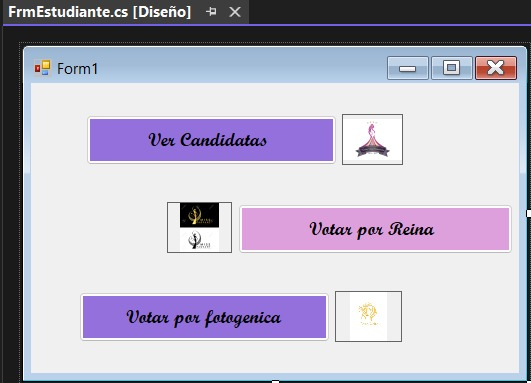 FrmEstudiante.cs [Diseño]
Form1
Ver Candidatas
Votar por Reina
Votar por fotogenica